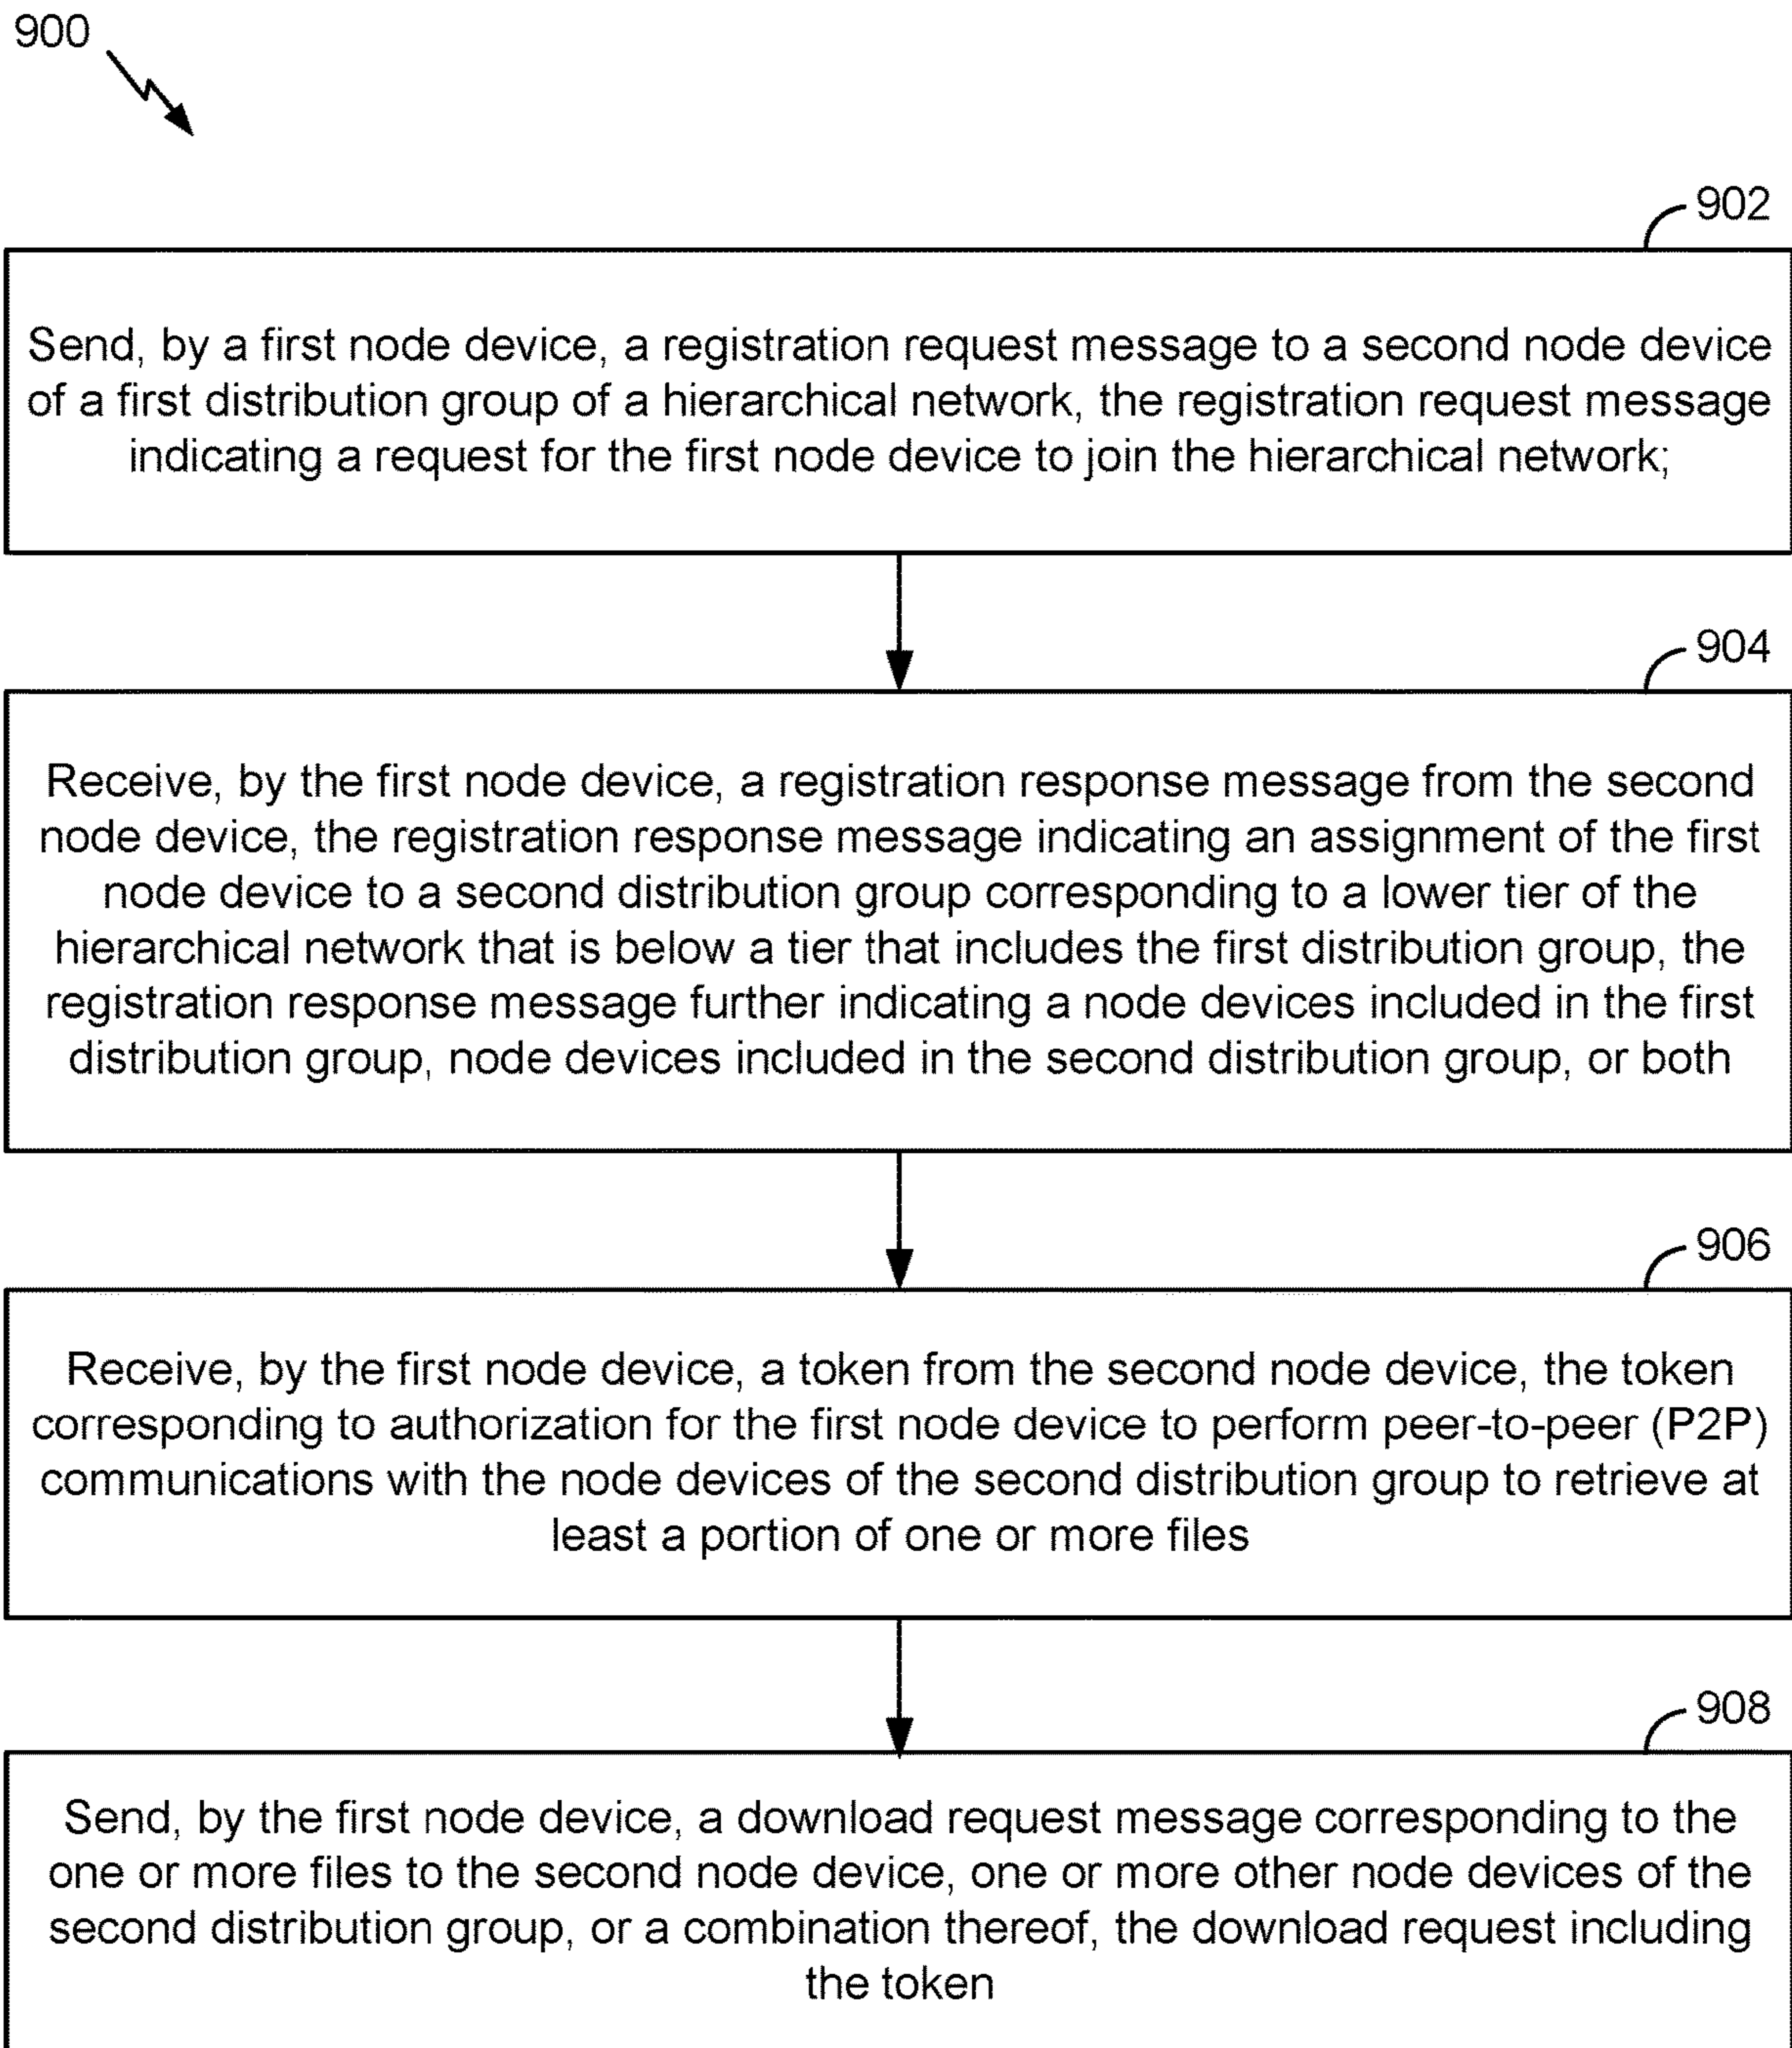 900
902
Send, by a first node device, a registration request message to a second node device
of a first distribution group of a hierarchical network, the registration request message
indicating a request for the first node device to join the hierarchical network;
904
Receive, by the first node device, a registration response message from the second
node device, the registration response message indicating an assignment of the first
node device to a second distribution group corresponding to a lower tier of the
hierarchical network that is below a tier that includes the first distribution group, the
registration response message further indicating a node devices included in the first
distribution group, node devices included in the second distribution group, or both
906
Receive, by the first node device, a token from the second node device, the token
corresponding to authorization for the first node device to perform peer-to-peer (P2P)
communications with the node devices of the second distribution group to retrieve at
least a portion of one or more files
908
Send, by the first node device, a download request message corresponding to the
one or more files to the second node device, one or more other node devices of the
second distribution group, or a combination thereof, the download request including
the token